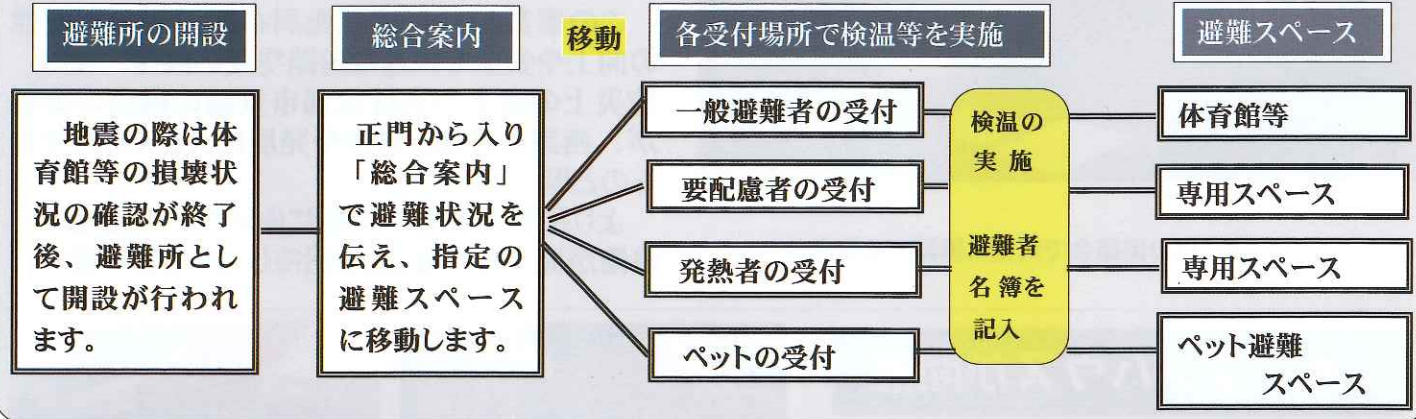 避難所の開設
総合案内
移動
各受付場所で検温等を実施
避難スペース
地震の際は体
育館等の損壊状
況の確認が終了
後、避難所とし
て開設が行われ
ます。
正門から入り
「総合案内」
で避難状況を
伝え、指定の
避難スペース
に移動します。
一般避難者の受付
要配慮者の受付
発熱者の受付
ペットの受付
検温の
実施
避難者
名簿を
記入
体育館等
専用スペース
専用スペース
ペット避難
スペース